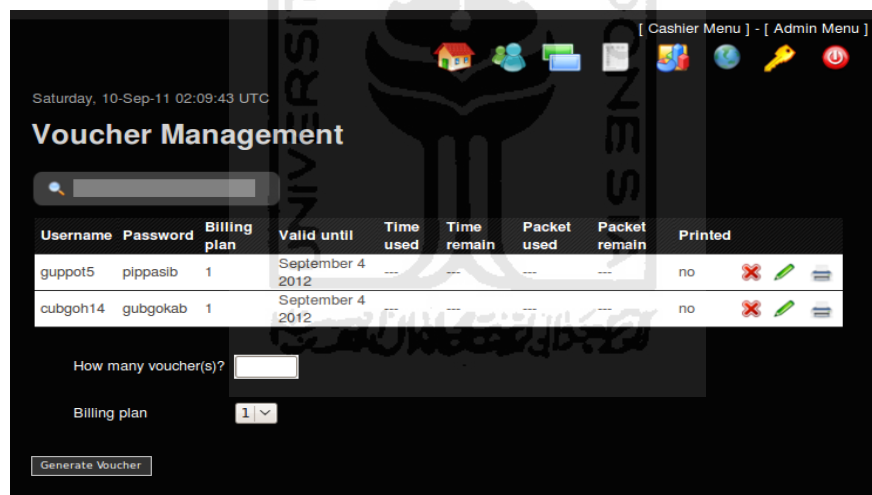 [ Cashier Menu ] - [ Admin Menu ]
Saturday, 10-Sep-11 02:09:43 UTC
Voucher Management
Username Password Billing plan Valid until Time used Time remain Packet used Packet remain Printed
guppot5 pippasib 1 September 4 2012 --- --- --- --- no
cubgoh14 gubgokab 1 September 4 2012 --- --- --- --- no
How many voucher(s)?
Billing plan 1
Generate Voucher